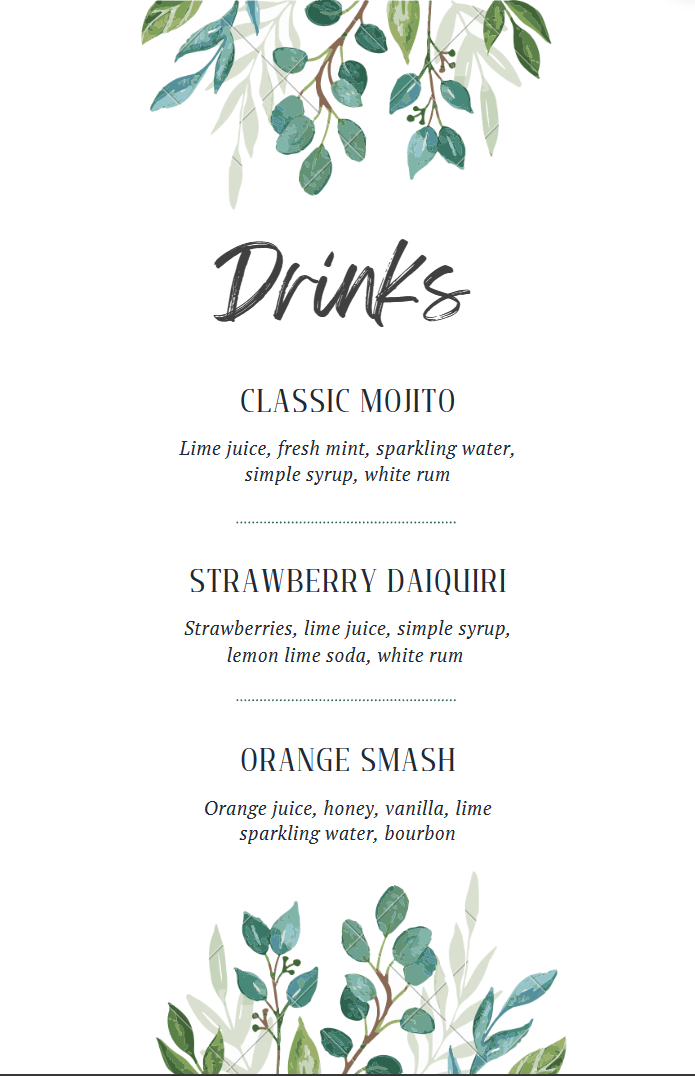 Drinks
CLASSIC MOJITO
Lime juice, fresh mint, sparkling water,
simple syrup, white rum
STRAWBERRY DAIQUIRI
Strawberries, lime juice, simple syrup,
lemon lime soda, white rum
ORANGE SMASH
Orange juice, honey, vanilla, lime
sparkling water, bourbon